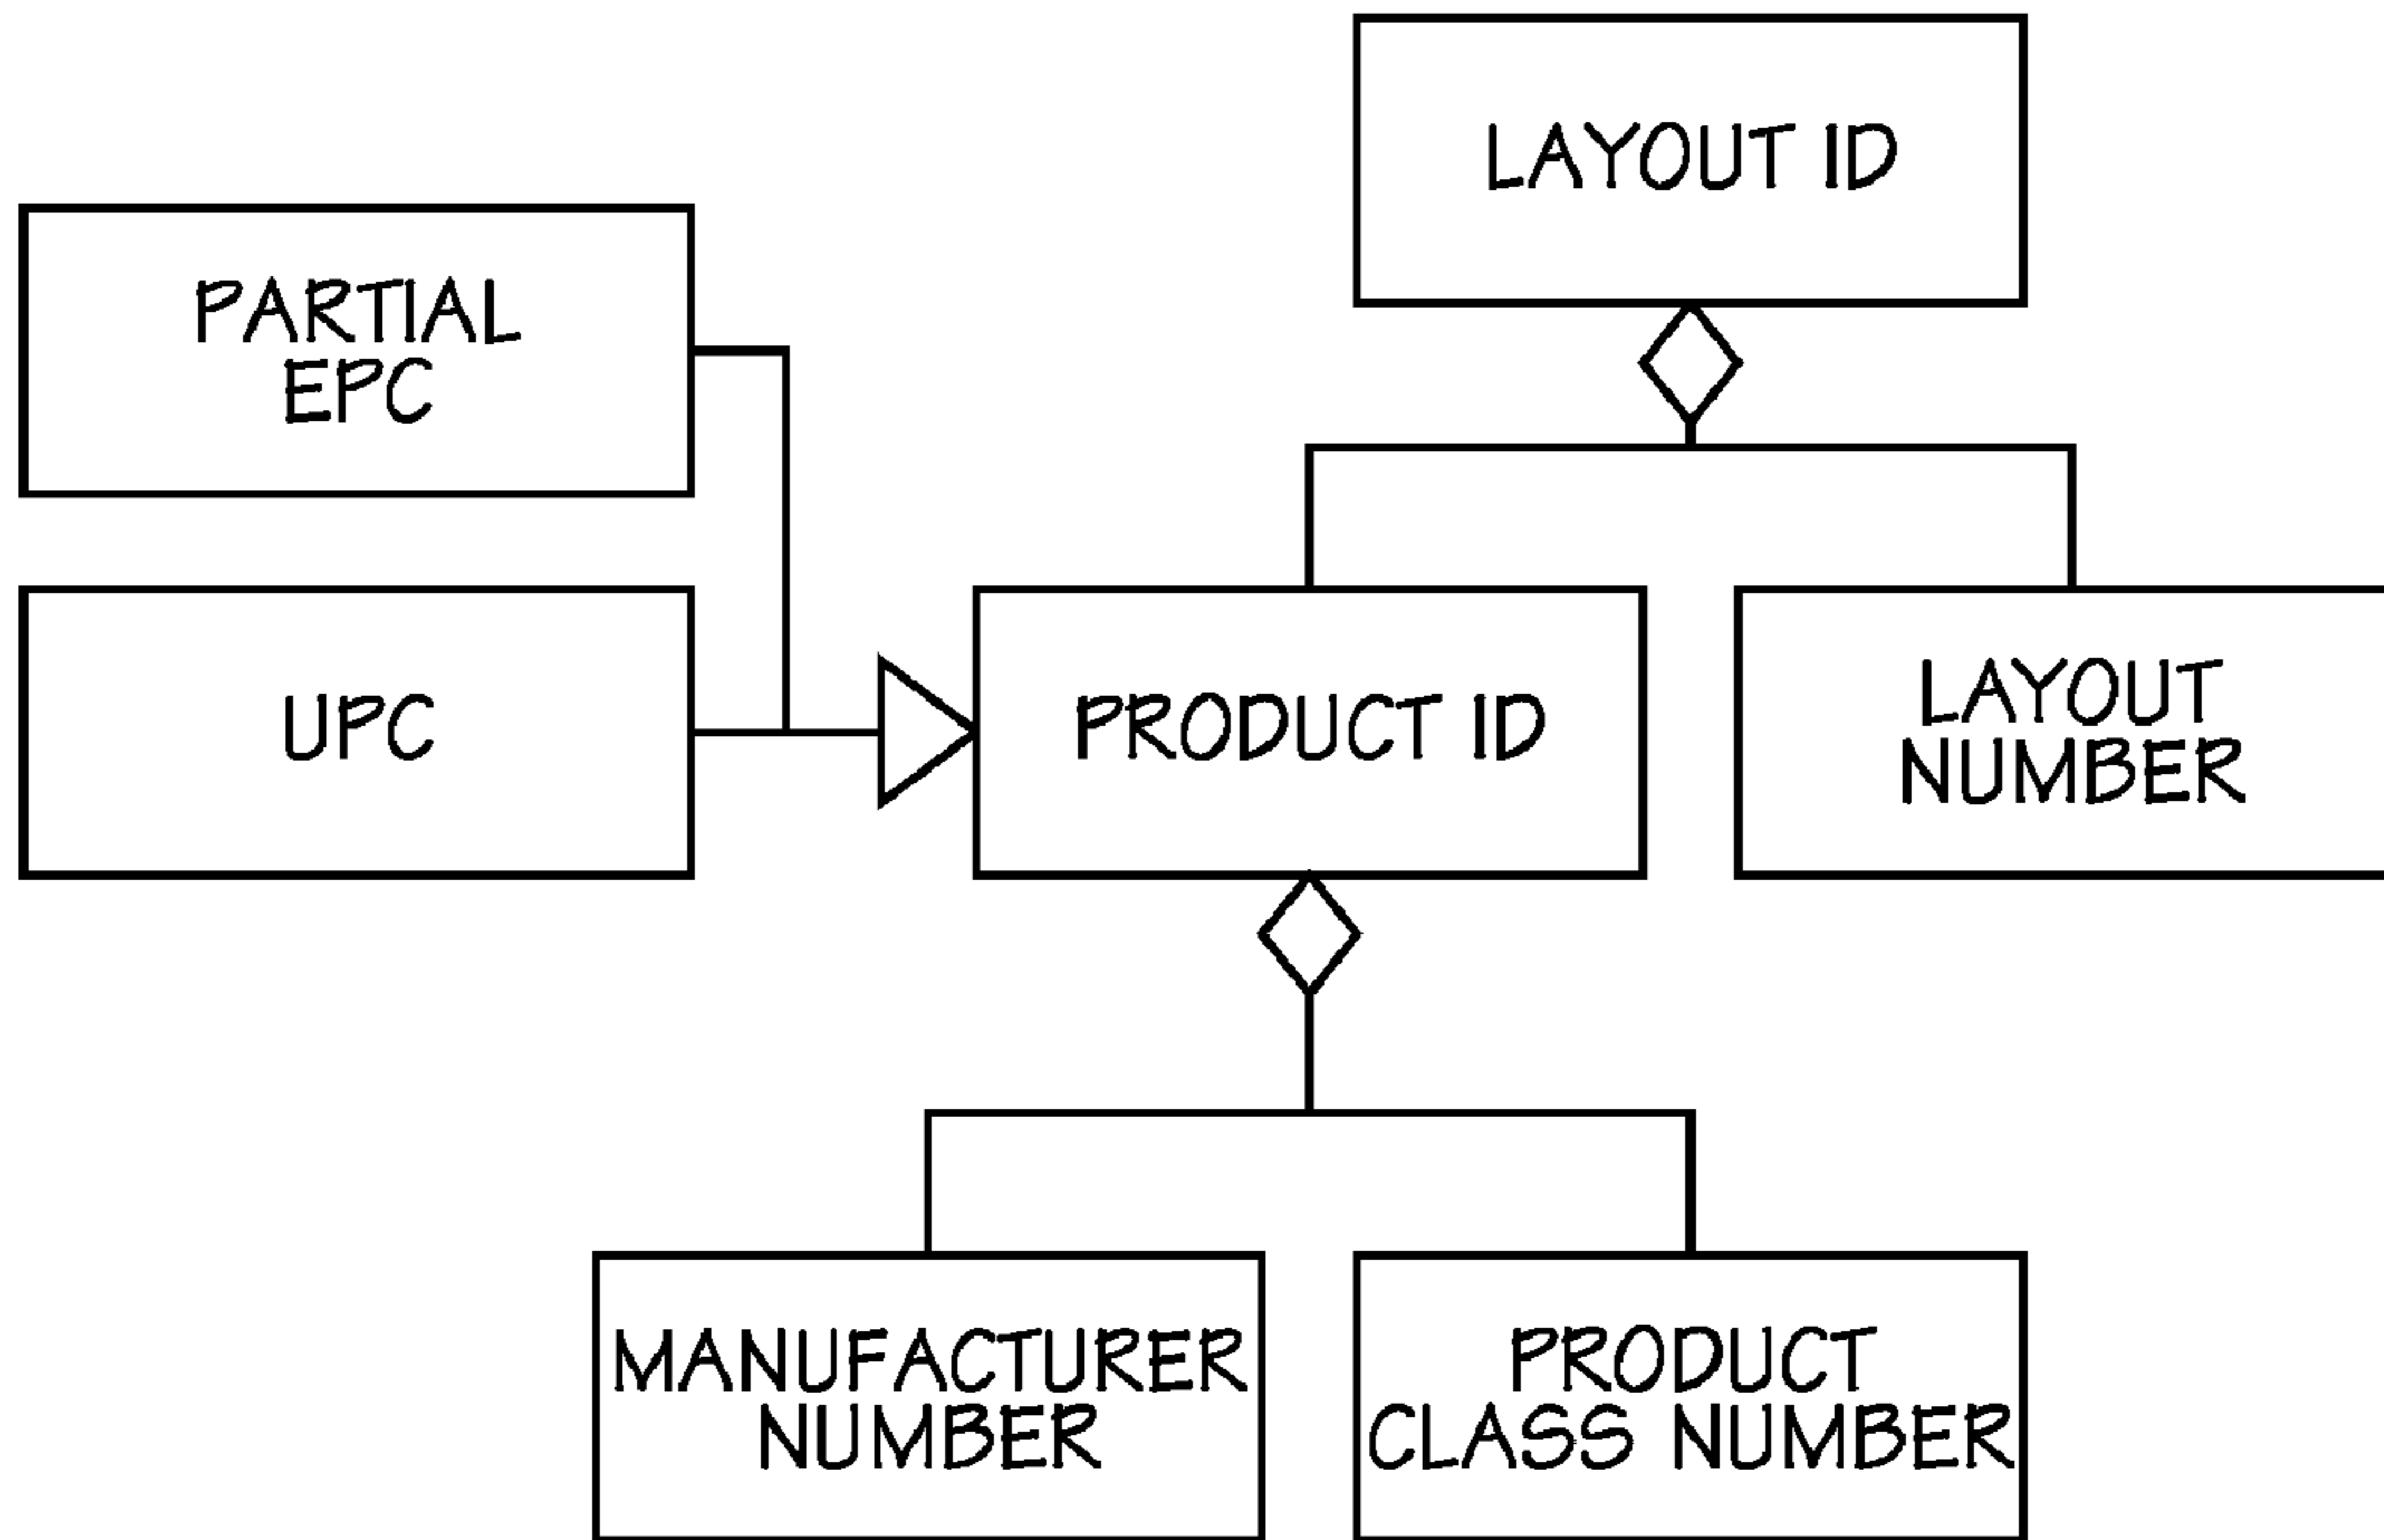 LAYOUT ID
PARTIAL
EPC
UPC
PRODUCT ID
LAYOUT
NUMBER
MANUFACTURER
NUMBER
PRODUCT
CLASS NUMBER